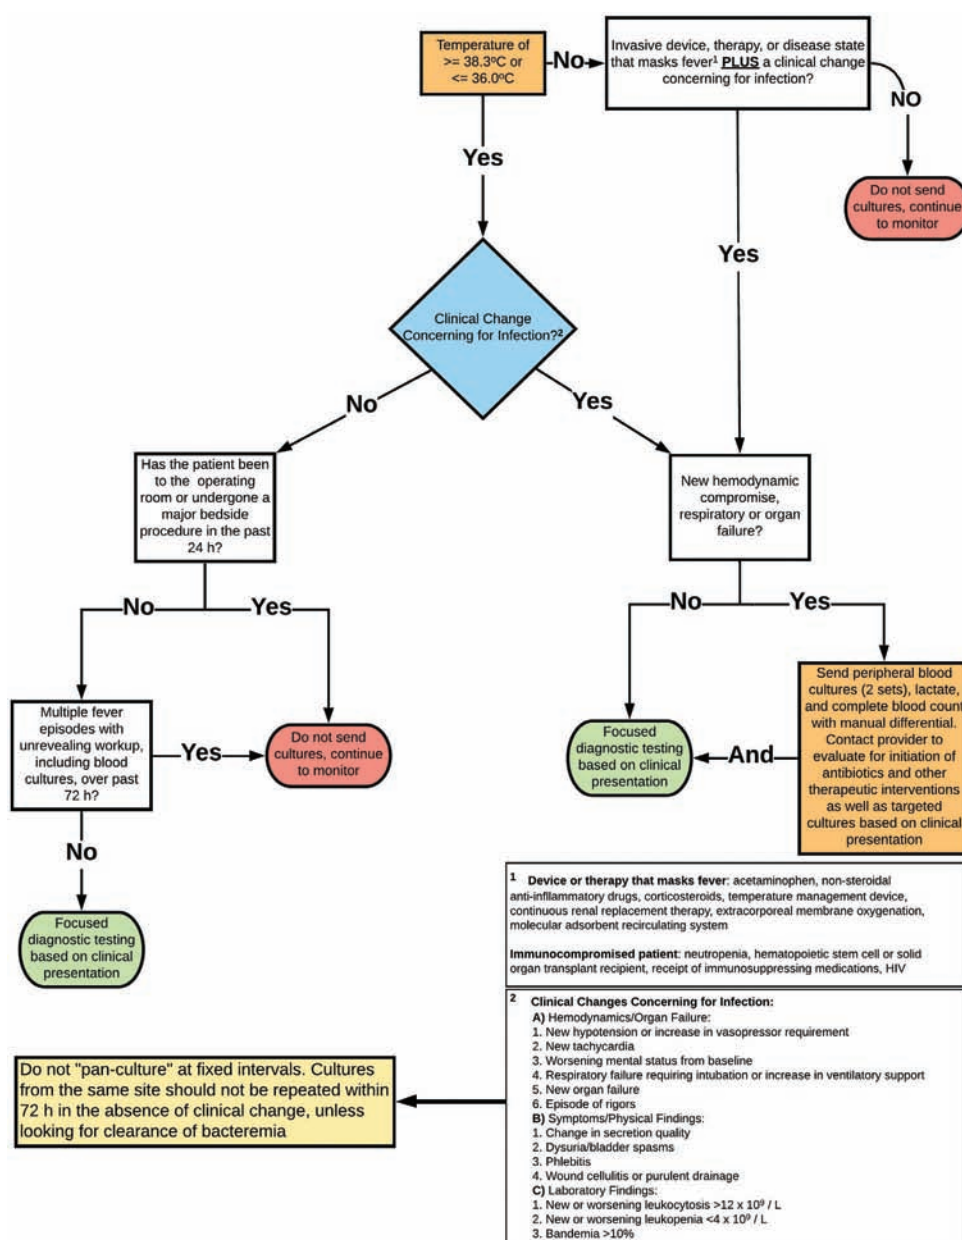 Temperature of
>= 38.3ºC or
<= 36.0ºC
No
Invasive device, therapy, or disease state
that masks fever¹ PLUS a clinical change
concerning for infection?
NO
Do not send
cultures, continue
to monitor
Yes
Yes
Clinical Change
Concerning for Infection?²
No
Yes
Has the patient been
to the operating
room or undergone a
major bedside
procedure in the past
24 h?
New hemodynamic
compromise,
respiratory or organ
failure?
No
Yes
No
Yes
Multiple fever
episodes with
unrevealing workup,
including blood
cultures, over past
72 h?
Yes
Do not send
cultures, continue
to monitor
Focused
diagnostic testing
based on clinical
presentation
And
Send peripheral blood
cultures (2 sets), lactate,
and complete blood count
with manual differential.
Contact provider to
evaluate for initiation of
antibiotics and other
therapeutic interventions
as well as targeted
cultures based on clinical
presentation
No
Focused
diagnostic testing
based on clinical
presentation
¹ Device or therapy that masks fever: acetaminophen, non-steroidal
anti-infllammatory drugs, corticosteroids, temperature management device,
continuous renal replacement therapy, extracorporeal membrane oxygenation,
molecular adsorbent recirculating system
Immunocompromised patient: neutropenia, hematopoietic stem cell or solid
organ transplant recipient, receipt of immunosuppressing medications, HIV
² Clinical Changes Concerning for Infection:
A) Hemodynamics/Organ Failure:
1. New hypotension or increase in vasopressor requirement
2. New tachycardia
3. Worsening mental status from baseline
4. Respiratory failure requiring intubation or increase in ventilatory support
5. New organ failure
6. Episode of rigors
B) Symptoms/Physical Findings:
1. Change in secretion quality
2. Dysuria/bladder spasms
3. Phlebitis
4. Wound cellulitis or purulent drainage
C) Laboratory Findings:
1. New or worsening leukocytosis >12 x 10⁹ / L
2. New or worsening leukopenia <4 x 10⁹ / L
3. Bandemia >10%
Do not "pan-culture" at fixed intervals. Cultures
from the same site should not be repeated within
72 h in the absence of clinical change, unless
looking for clearance of bacteremia